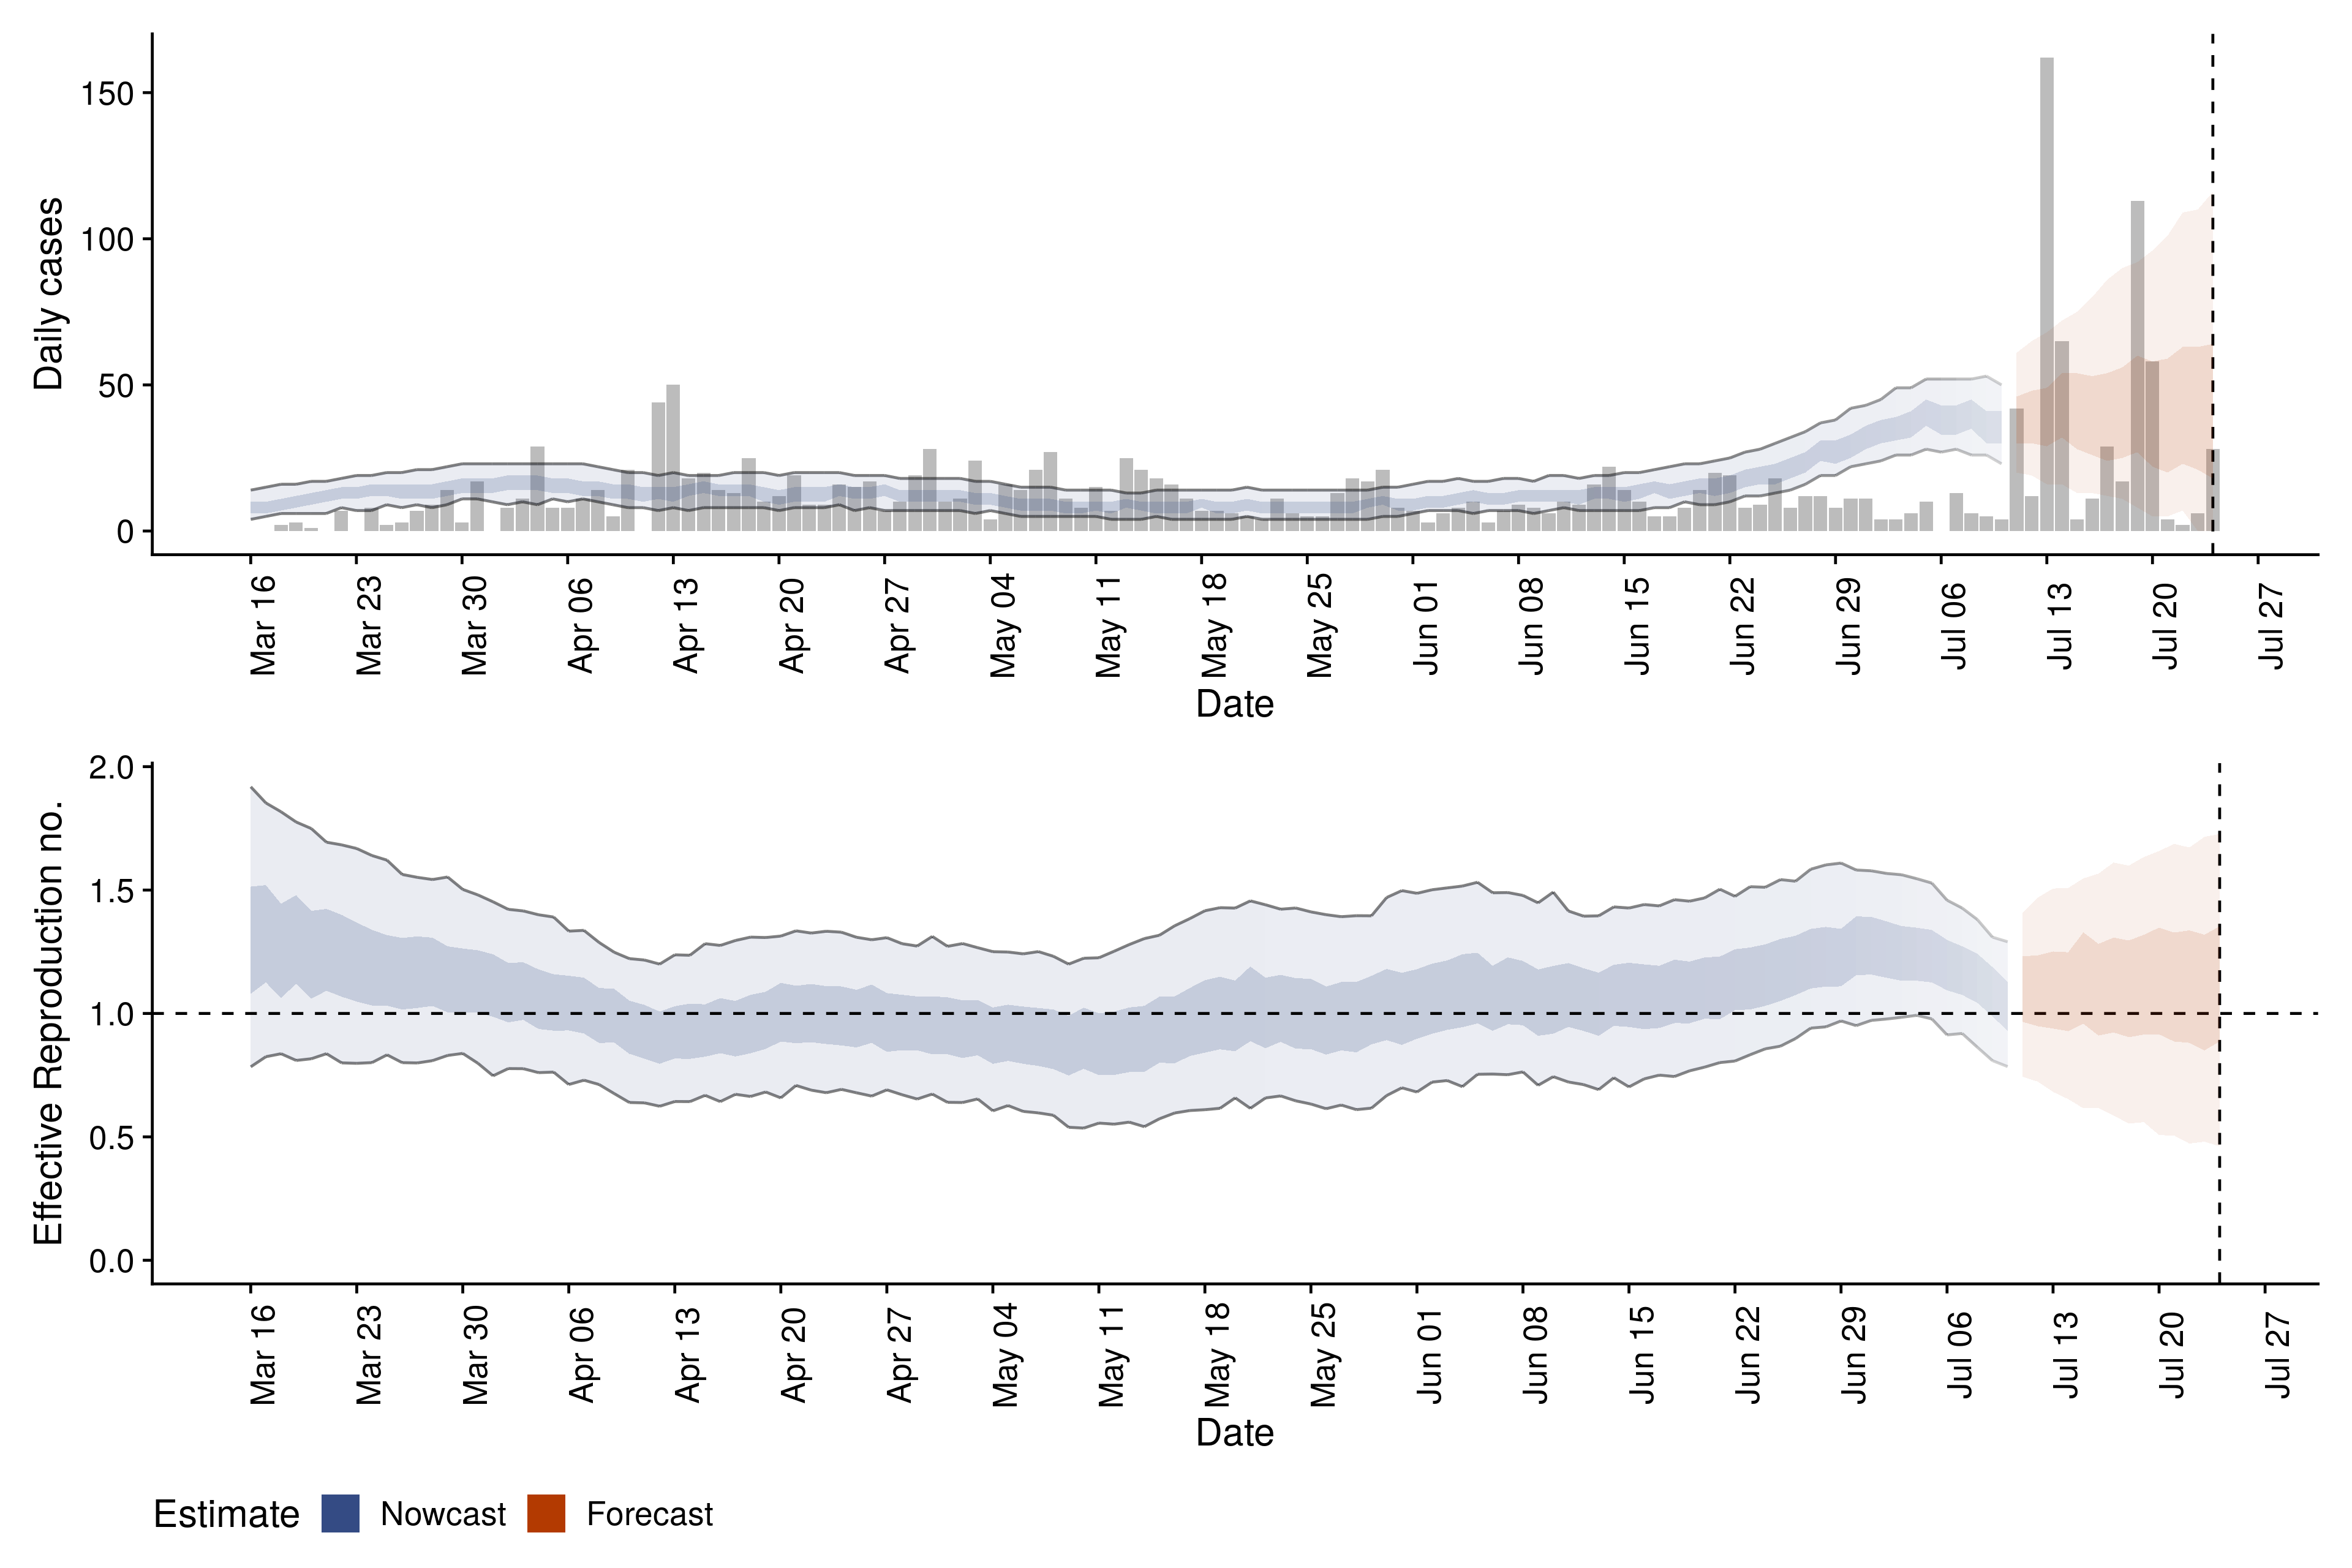 Daily cases
150
100
50
0
Mar 16
Mar 23
Mar 30
Apr 06
Apr 13
Apr 20
Apr 27
May 04
May 11
May 18
May 25
Jun 01
Jun 08
Jun 15
Jun 22
Jun 29
Jul 06
Jul 13
Jul 20
Jul 27
Date
Effective Reproduction no.
2.0
1.5
1.0
0.5
0.0
Mar 16
Mar 23
Mar 30
Apr 06
Apr 13
Apr 20
Apr 27
May 04
May 11
May 18
May 25
Jun 01
Jun 08
Jun 15
Jun 22
Jun 29
Jul 06
Jul 13
Jul 20
Jul 27
Date
Estimate Nowcast Forecast